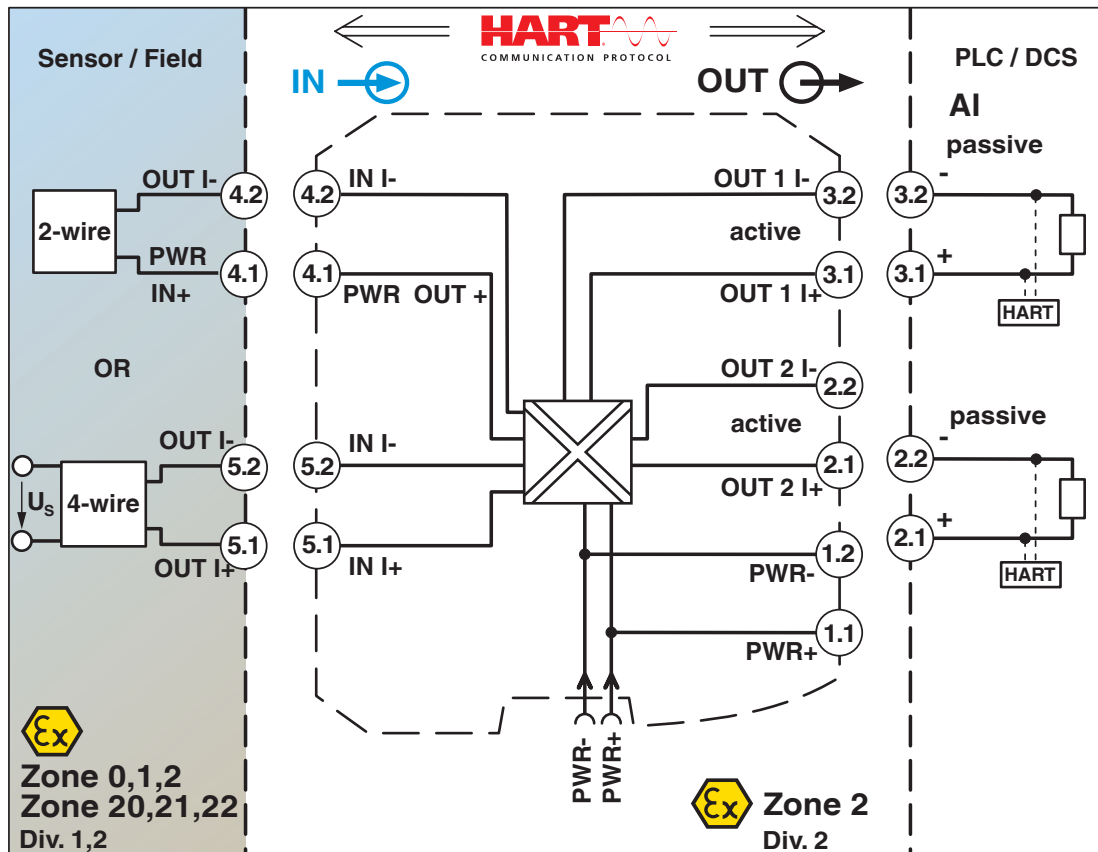 Sensor / Field
HART
COMMUNICATION PROTOCOL
PLC / DCS
IN
OUT
AI
passive
OUT I-
4.2
4.2
IN I-
OUT 1 I-
3.2
3.2
-
2-wire
active
PWR
4.1
4.1
3.1
3.1
+
IN+
PWR OUT +
OUT 1 I+
HART
OR
OUT 2 I-
2.2
active
passive
OUT I-
5.2
5.2
IN I-
2.1
2.2
-
US
4-wire
OUT 2 I+
5.1
5.1
2.1
+
OUT I+
IN I+
1.2
PWR-
HART
1.1
PWR+
PWR-
PWR+
Ex
Zone 0,1,2
Zone 20,21,22
Div. 1,2
Ex
Zone 2
Div. 2